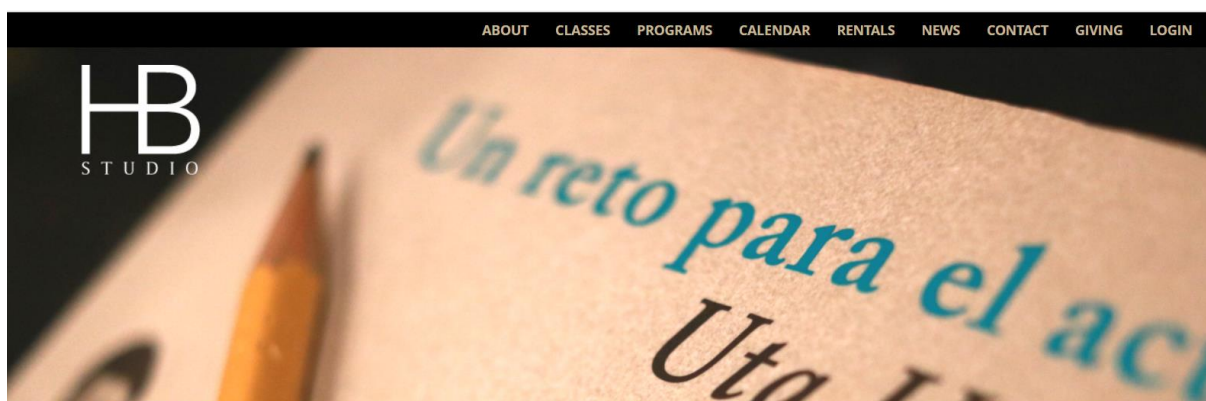 ABOUT CLASSES PROGRAMS CALENDAR RENTALS NEWS CONTACT GIVING LOGIN
HB
STUDIO
Un reto para el